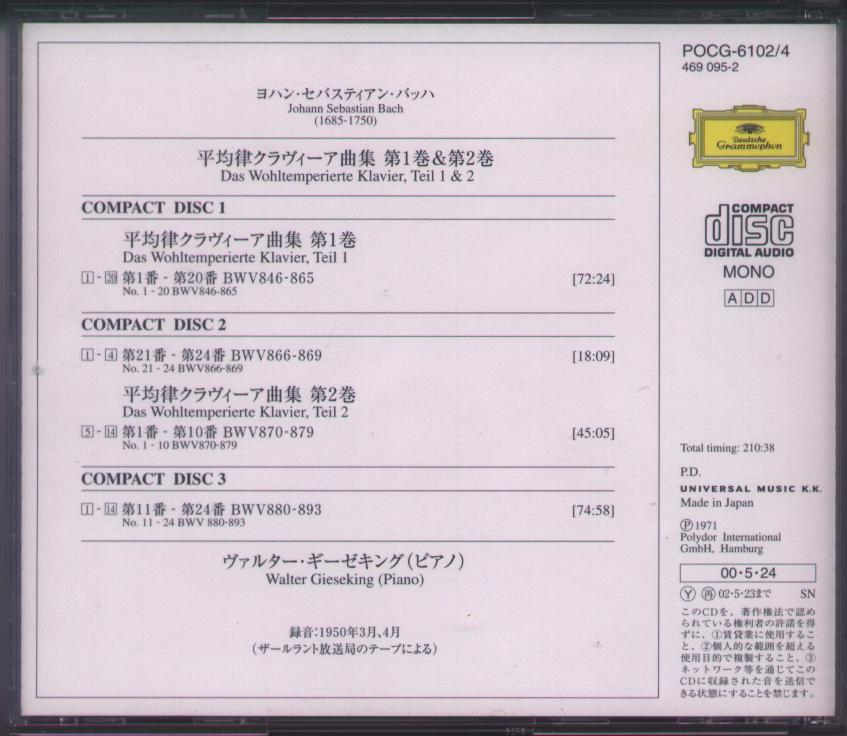 ヨハン・セバスティアン・バッハ
Johann Sebastian Bach
(1685-1750)
平均律クラヴィーア曲集 第1巻&第2巻
Das Wohltemperierte Klavier, Teil 1 & 2
COMPACT DISC 1
平均律クラヴィーア曲集 第1巻
Das Wohltemperierte Klavier, Teil 1
1 - 20 第1番 - 第20番 BWV846-865 [72:24]
No. 1 - 20 BWV846-865
COMPACT DISC 2
1 - 4 第21番 - 第24番 BWV866-869 [18:09]
No. 21 - 24 BWV866-869
平均律クラヴィーア曲集 第2巻
Das Wohltemperierte Klavier, Teil 2
5 - 14 第1番 - 第10番 BWV870-879 [45:05]
No. 1 - 10 BWV870-879
COMPACT DISC 3
1 - 14 第11番 - 第24番 BWV880-893 [74:58]
No. 11 - 24 BWV 880-893
ヴァルター・ギーゼキング(ピアノ)
Walter Gieseking (Piano)
録音:1950年3月、4月
(ザールラント放送局のテープによる)
POCG-6102/4
469 095-2
Deutsche
Grammophon
COMPACT
disc
DIGITAL AUDIO
MONO
ADD
Total timing: 210:38
P.D.
UNIVERSAL MUSIC K.K.
Made in Japan
Ⓟ1971
Polydor International
GmbH, Hamburg
00・5・24
Ⓨ 再 02・5・23まで SN
このCDを、著作権法で認め
られている権利者の許諾を得
ずに、①賃貸業に使用するこ
と、②個人的な範囲を超える
使用目的で複製すること、③
ネットワーク等を通じてこの
CDに収録された音を送信で
きる状態にすることを禁じます。